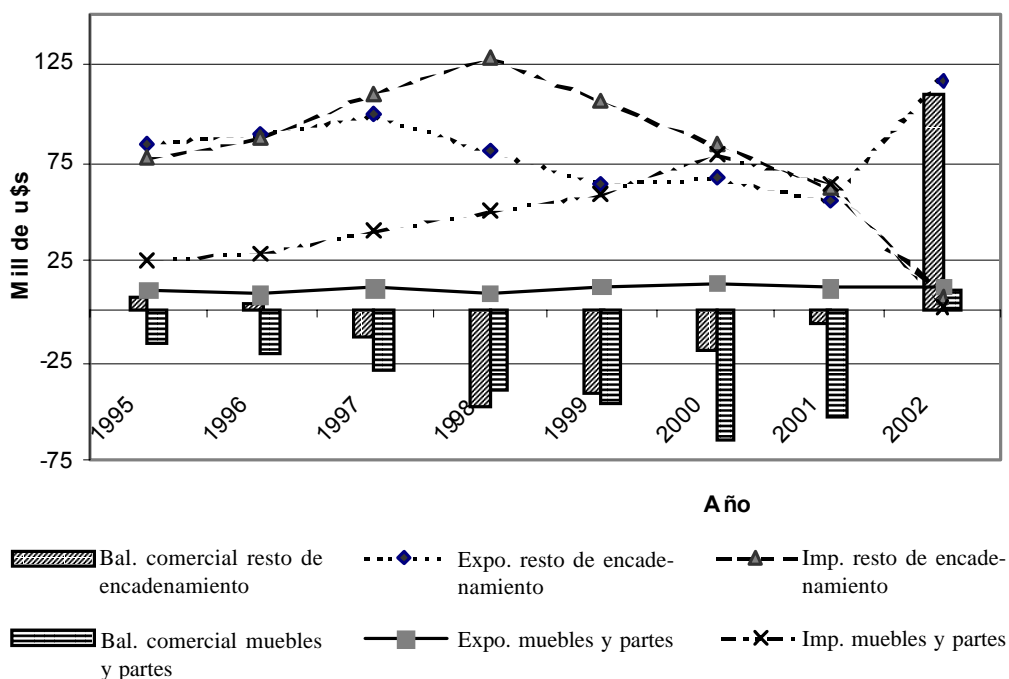 125
75
25
-25
-75
Mill de u$s
1995
1996
1997
1998
1999
2000
2001
2002
Año
Bal. comercial resto de
encadenamiento
Expo. resto de encade-
namiento
Imp. resto de encade-
namiento
Bal. comercial muebles
y partes
Expo. muebles y partes
Imp. muebles y partes